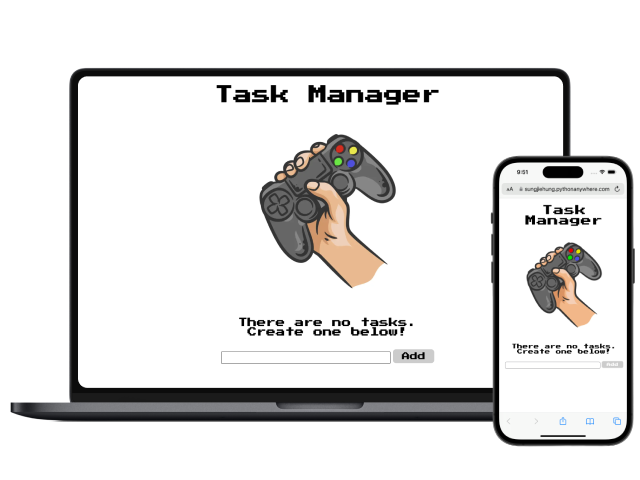 Task Manager
There are no tasks.
Create one below!
Add
9:51
AA sungjishung.pythonanywhere.com
Task
Manager
There are no tasks.
Create one below!
Add